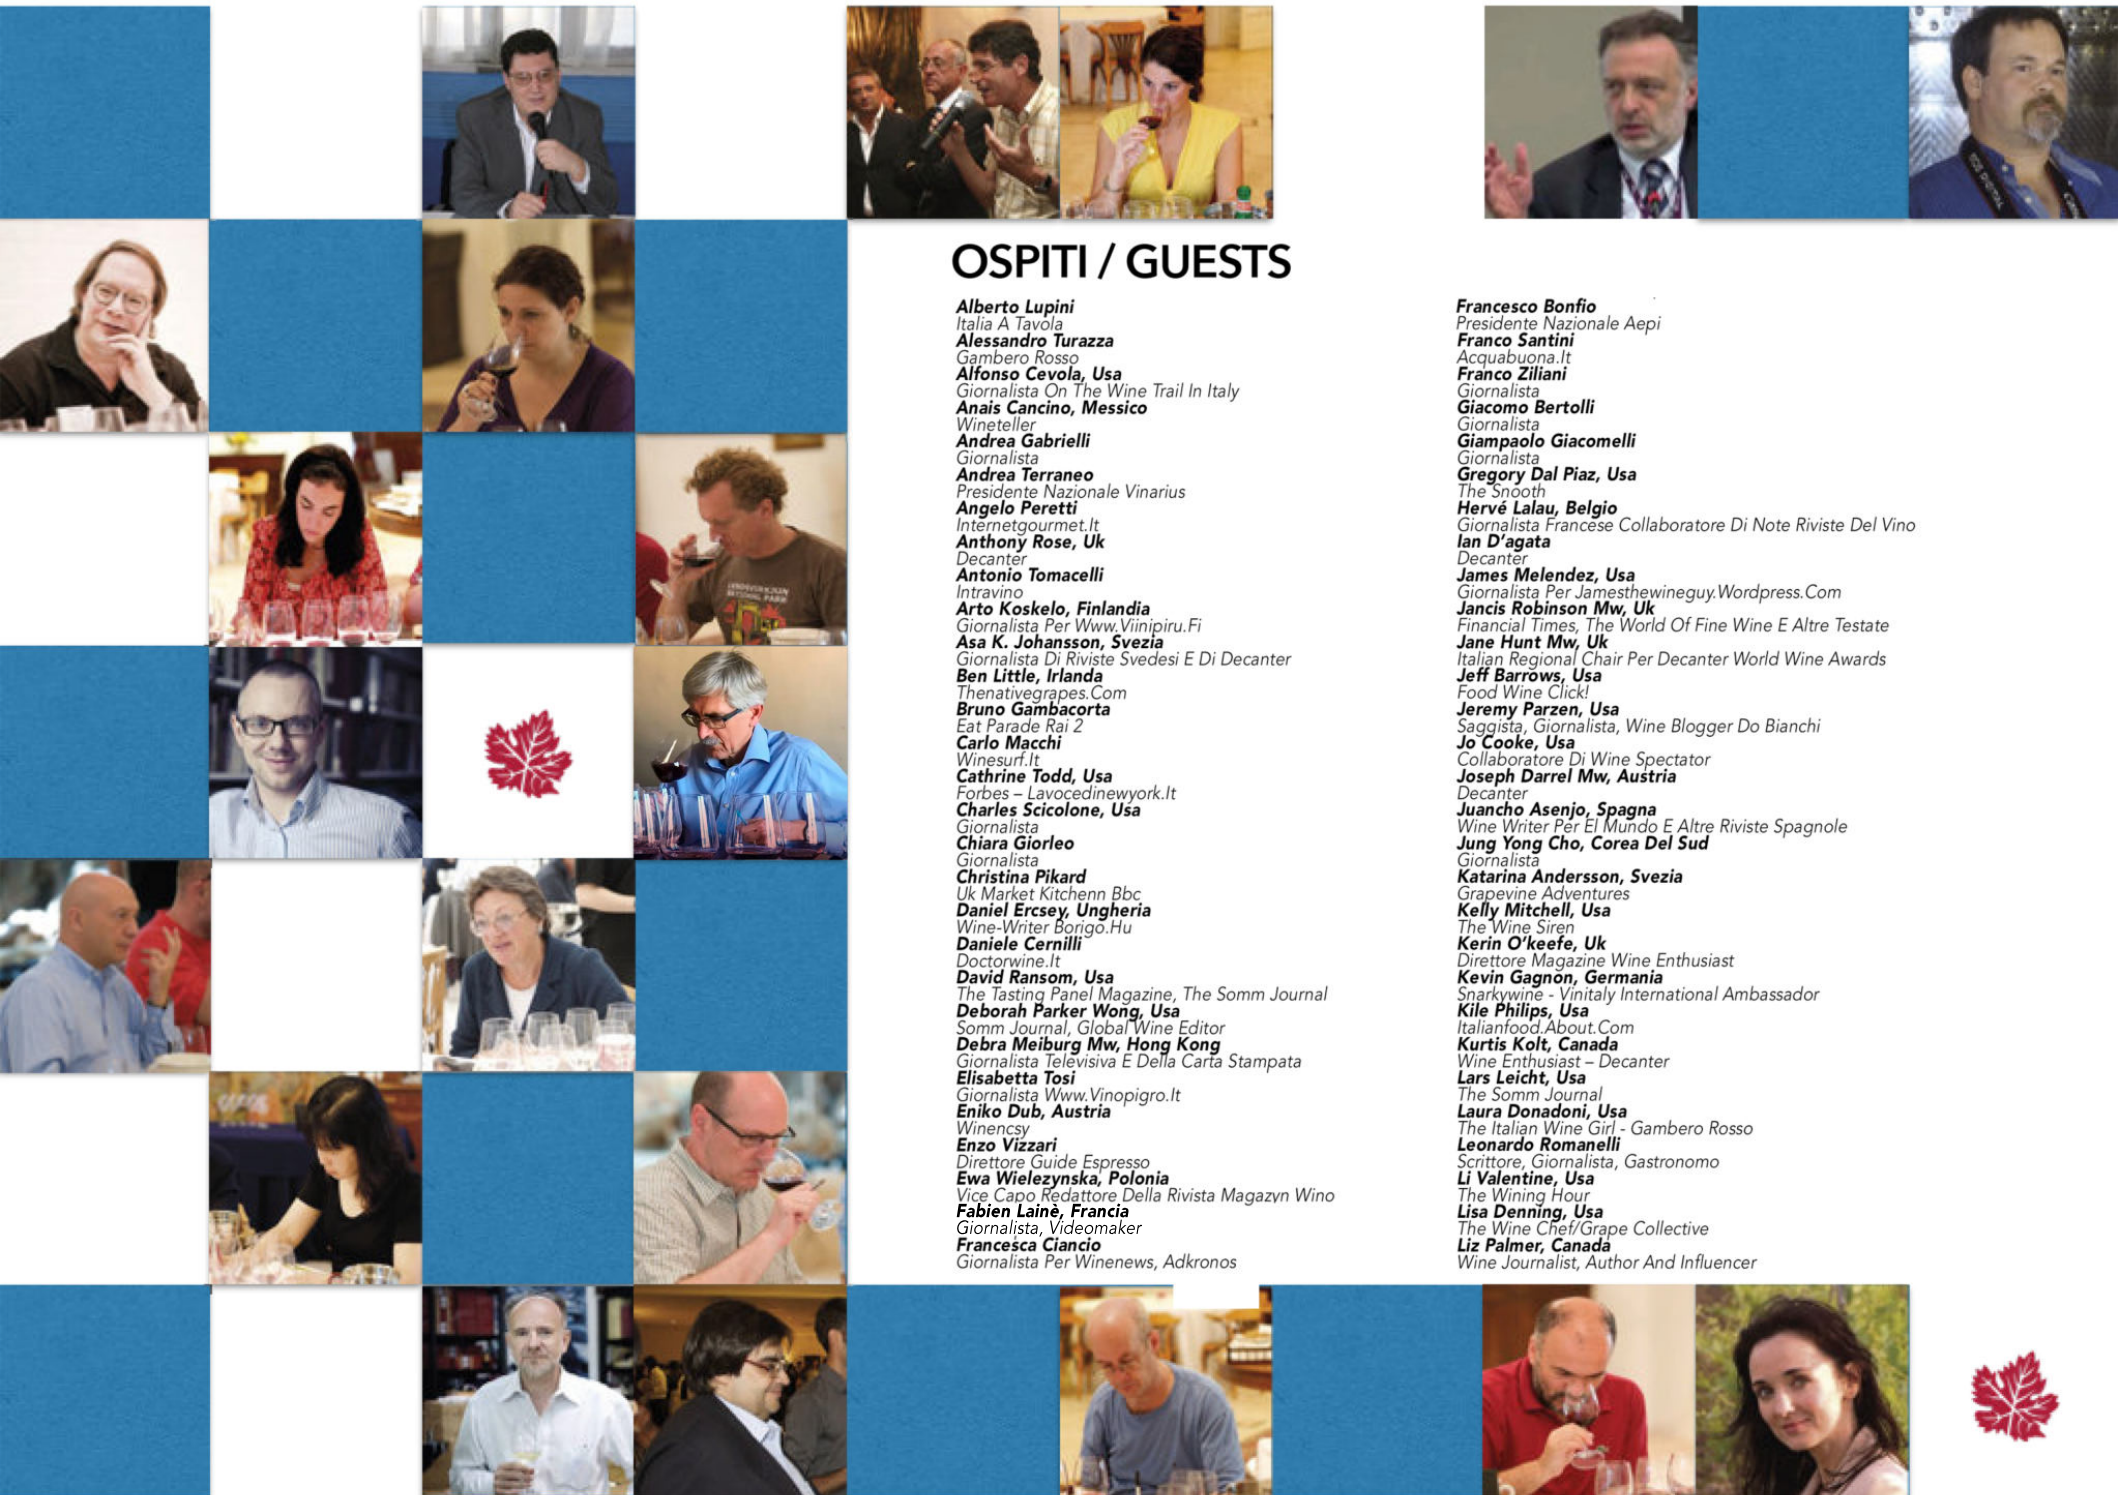 OSPITI / GUESTS
Alberto Lupini
Italia A Tavola
Alessandro Turazza
Gambero Rosso
Alfonso Cevola, Usa
Giornalista On The Wine Trail In Italy
Anais Cancino, Messico
Wineteller
Andrea Gabrielli
Giornalista
Andrea Terraneo
Presidente Nazionale Vinarius
Angelo Peretti
Internetgourmet.It
Anthony Rose, Uk
Decanter
Antonio Tomacelli
Intravino
Arto Koskelo, Finlandia
Giornalista Per Www.Viinipiru.Fi
Asa K. Johansson, Svezia
Giornalista Di Riviste Svedesi E Di Decanter
Ben Little, Irlanda
Thenativegrapes.Com
Bruno Gambacorta
Eat Parade Rai 2
Carlo Macchi
Winesurf.It
Cathrine Todd, Usa
Forbes – Lavocedinewyork.It
Charles Scicolone, Usa
Giornalista
Chiara Giorleo
Giornalista
Christina Pikard
Uk Market Kitchenn Bbc
Daniel Ercsey, Ungheria
Wine-Writer Borigo.Hu
Daniele Cernilli
Doctorwine.It
David Ransom, Usa
The Tasting Panel Magazine, The Somm Journal
Deborah Parker Wong, Usa
Somm Journal, Global Wine Editor
Debra Meiburg Mw, Hong Kong
Giornalista Televisiva E Della Carta Stampata
Elisabetta Tosi
Giornalista Www.Vinopigro.It
Eniko Dub, Austria
Winencsy
Enzo Vizzari
Direttore Guide Espresso
Ewa Wielezynska, Polonia
Vice Capo Redattore Della Rivista Magazyn Wino
Fabien Lainè, Francia
Giornalista, Videomaker
Francesca Ciancio
Giornalista Per Winenews, Adkronos
Francesco Bonfio
Presidente Nazionale Aepi
Franco Santini
Acquabuona.It
Franco Ziliani
Giornalista
Giacomo Bertolli
Giornalista
Giampaolo Giacomelli
Giornalista
Gregory Dal Piaz, Usa
The Snooth
Hervé Lalau, Belgio
Giornalista Francese Collaboratore Di Note Riviste Del Vino
Ian D'agata
Decanter
James Melendez, Usa
Giornalista Per Jamesthewineguy.Wordpress.Com
Jancis Robinson Mw, Uk
Financial Times, The World Of Fine Wine E Altre Testate
Jane Hunt Mw, Uk
Italian Regional Chair Per Decanter World Wine Awards
Jeff Barrows, Usa
Food Wine Click!
Jeremy Parzen, Usa
Saggista, Giornalista, Wine Blogger Do Bianchi
Jo Cooke, Usa
Collaboratore Di Wine Spectator
Joseph Darrel Mw, Austria
Decanter
Juancho Asenjo, Spagna
Wine Writer Per El Mundo E Altre Riviste Spagnole
Jung Yong Cho, Corea Del Sud
Giornalista
Katarina Andersson, Svezia
Grapevine Adventures
Kelly Mitchell, Usa
The Wine Siren
Kerin O'keefe, Uk
Direttore Magazine Wine Enthusiast
Kevin Gagnon, Germania
Snarkywine - Vinitaly International Ambassador
Kile Philips, Usa
Italianfood.About.Com
Kurtis Kolt, Canada
Wine Enthusiast – Decanter
Lars Leicht, Usa
The Somm Journal
Laura Donadoni, Usa
The Italian Wine Girl - Gambero Rosso
Leonardo Romanelli
Scrittore, Giornalista, Gastronomo
Li Valentine, Usa
The Wining Hour
Lisa Denning, Usa
The Wine Chef/Grape Collective
Liz Palmer, Canada
Wine Journalist, Author And Influencer